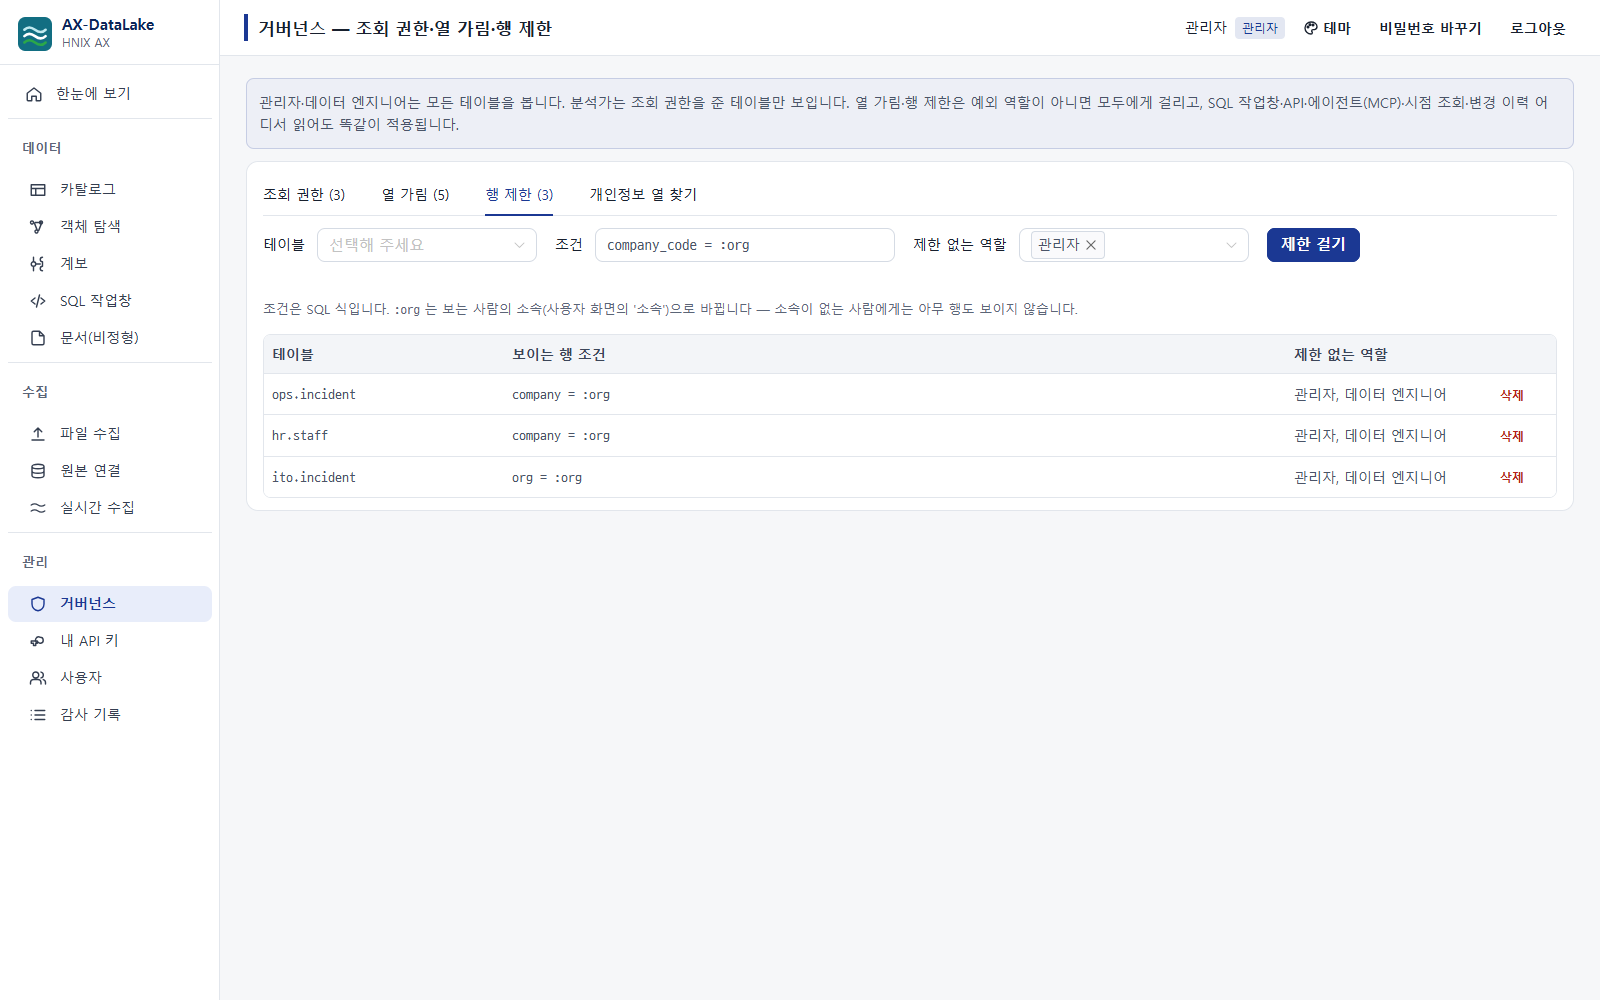 AX-DataLake
HNIX AX
한눈에 보기
데이터
카탈로그
객체 탐색
계보
SQL 작업창
문서(비정형)
수집
파일 수집
원본 연결
실시간 수집
관리
거버넌스
내 API 키
사용자
감사 기록
거버넌스 — 조회 권한·열 가림·행 제한
관리자 관리자 테마 비밀번호 바꾸기 로그아웃
관리자·데이터 엔지니어는 모든 테이블을 봅니다. 분석가는 조회 권한을 준 테이블만 보입니다. 열 가림·행 제한은 예외 역할이 아니면 모두에게 걸리고, SQL 작업창·API·에이전트(MCP)·시점 조회·변경 이력 어
디서 읽어도 똑같이 적용됩니다.
조회 권한 (3) 열 가림 (5) 행 제한 (3) 개인정보 열 찾기
테이블 선택해 주세요 조건 company_code = :org 제한 없는 역할 관리자 제한 걸기
조건은 SQL 식입니다. :org 는 보는 사람의 소속(사용자 화면의 '소속')으로 바뀝니다 — 소속이 없는 사람에게는 아무 행도 보이지 않습니다.
테이블 보이는 행 조건 제한 없는 역할
ops.incident company = :org 관리자, 데이터 엔지니어 삭제
hr.staff company = :org 관리자, 데이터 엔지니어 삭제
ito.incident org = :org 관리자, 데이터 엔지니어 삭제